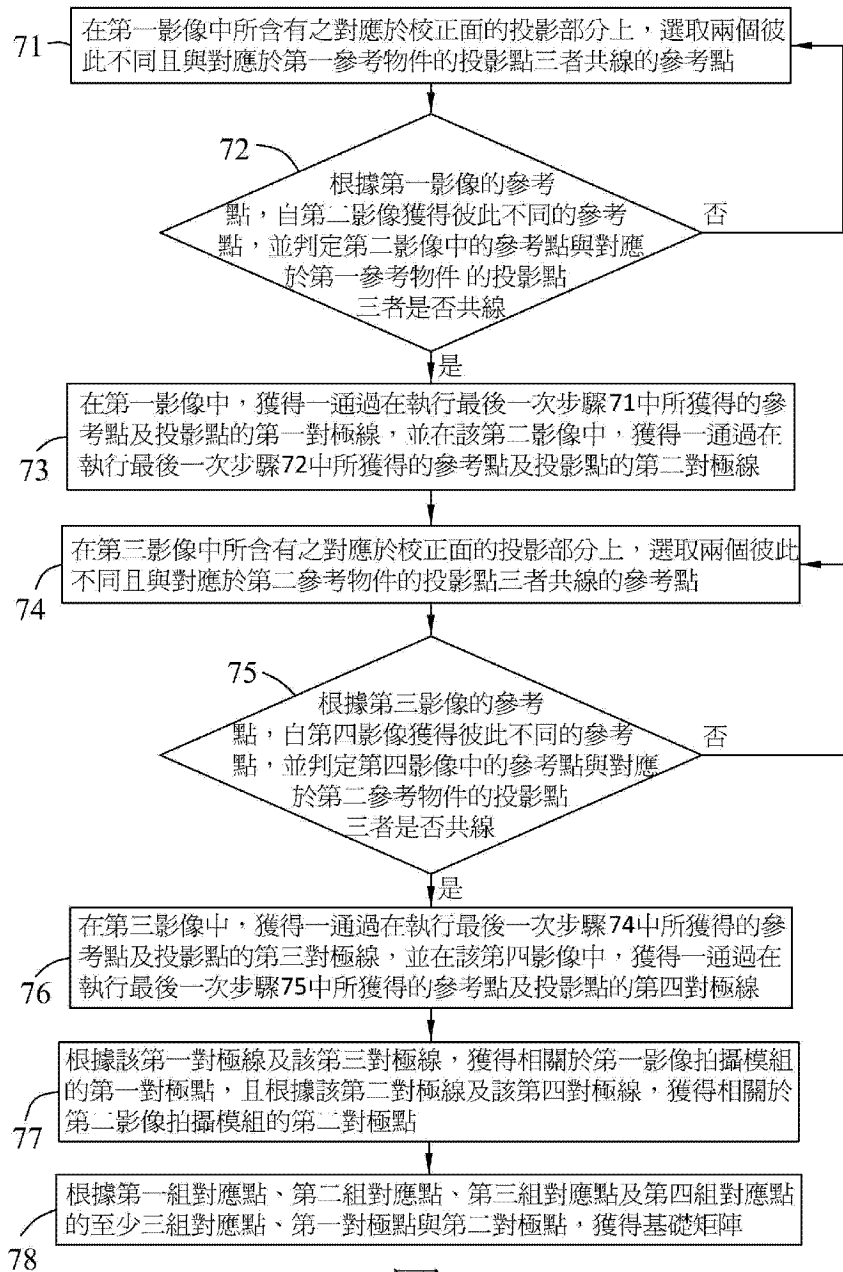 71
在第一影像中所含有之對應於校正面的投影部分上，選取兩個彼
此不同且與對應於第一參考物件的投影點三者共線的參考點
72
根據第一影像的參考
點，自第二影像獲得彼此不同的參考
點，並判定第二影像中的參考點與對應
於第一參考物件 的投影點
三者是否共線
否
是
73
在第一影像中，獲得一通過在執行最後一次步驟71中所獲得的參
考點及投影點的第一對極線，並在該第二影像中，獲得一通過在
執行最後一次步驟72中所獲得的參考點及投影點的第二對極線
74
在第三影像中所含有之對應於校正面的投影部分上，選取兩個彼此
不同且與對應於第二參考物件的投影點三者共線的參考點
75
根據第三影像的參考
點，自第四影像獲得彼此不同的參考
點，並判定第四影像中的參考點與對應
於第二參考物件的投影點
三者是否共線
否
是
76
在第三影像中，獲得一通過在執行最後一次步驟74中所獲得的參
考點及投影點的第三對極線，並在該第四影像中，獲得一通過在
執行最後一次步驟75中所獲得的參考點及投影點的第四對極線
77
根據該第一對極線及該第三對極線，獲得相關於第一影像拍攝模組
的第一對極點，且根據該第二對極線及該第四對極線，獲得相關於
第二影像拍攝模組的第二對極點
78
根據第一組對應點、第二組對應點、第三組對應點及第四組對應點
的至少三組對應點、第一對極點與第二對極點，獲得基礎矩陣